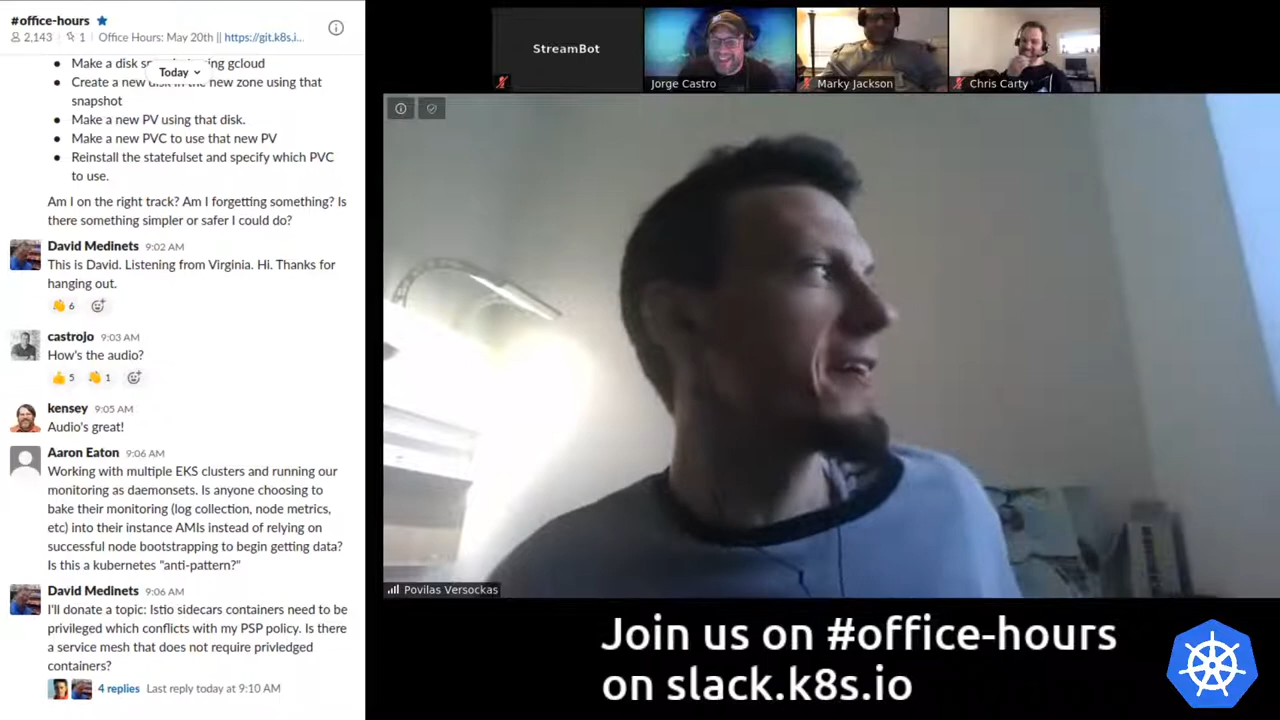 #office-hours
2,143 1 Office Hours: May 20th || https://git.k8s.i...
Make a disk gcloud
Today
Create a new disk in the new zone using that
snapshot
Make a new PV using that disk.
Make a new PVC to use that new PV
Reinstall the statefulset and specify which PVC
to use.
Am I on the right track? Am I forgetting something? Is
there something simpler or safer I could do?
David Medinets 9:02 AM
This is David. Listening from Virginia. Hi. Thanks for
hanging out.
6
castrojo 9:03 AM
How's the audio?
5 1
kensey 9:05 AM
Audio's great!
Aaron Eaton 9:06 AM
Working with multiple EKS clusters and running our
monitoring as daemonsets. Is anyone choosing to
bake their monitoring (log collection, node metrics,
etc) into their instance AMIs instead of relying on
successful node bootstrapping to begin getting data?
Is this a kubernetes "anti-pattern?"
David Medinets 9:06 AM
I'll donate a topic: Istio sidecars containers need to be
privileged which conflicts with my PSP policy. Is there
a service mesh that does not require privledged
containers?
4 replies Last reply today at 9:10 AM
StreamBot
Jorge Castro
Marky Jackson
Chris Carty
Povilas Versockas
Join us on #office-hours
on slack.k8s.io